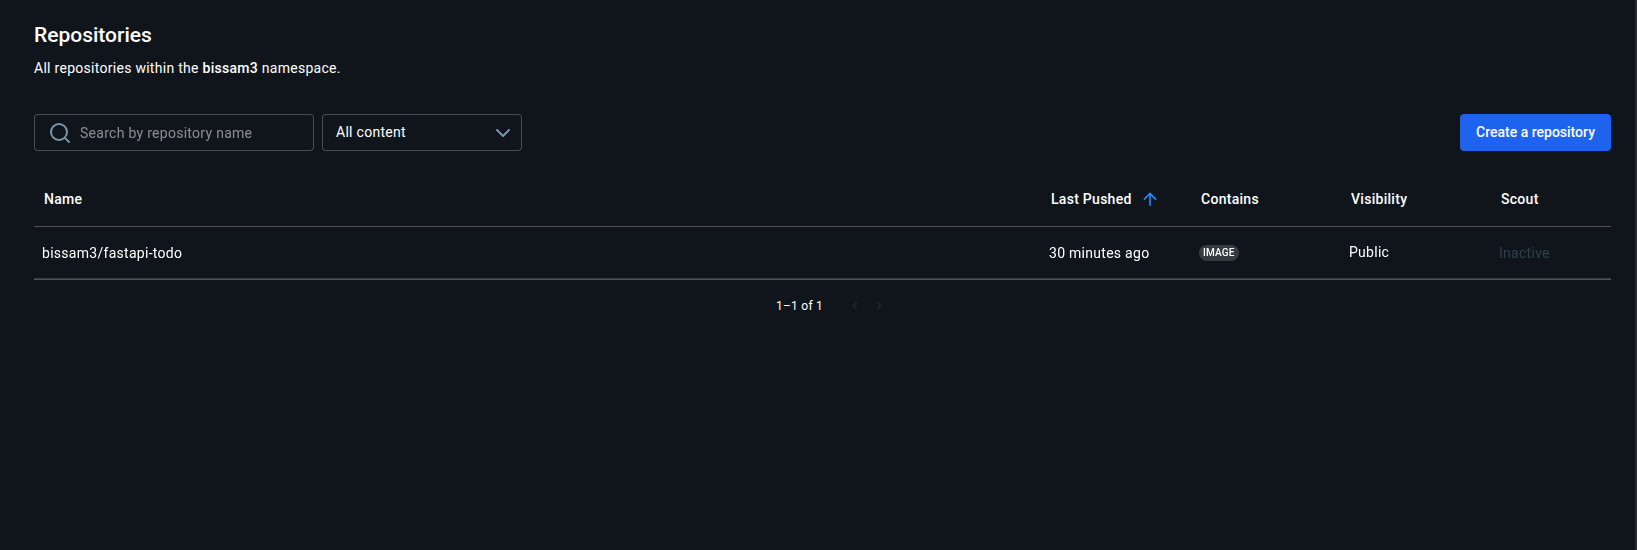 Repositories
All repositories within the bissam3 namespace.
Search by repository name
All content
Create a repository
Name Last Pushed Contains Visibility Scout
bissam3/fastapi-todo 30 minutes ago IMAGE Public Inactive
1–1 of 1